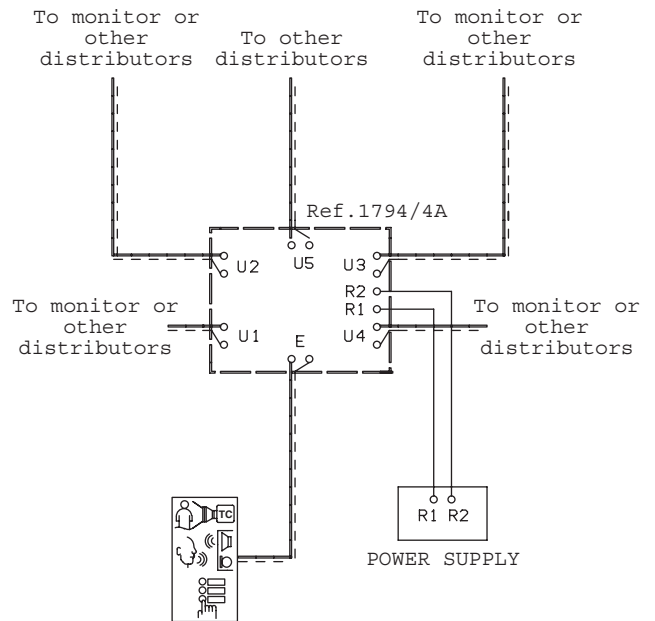 To monitor or
other
distributors
To other
distributors
To monitor or
other
distributors
Ref.1794/4A
U2
U5
U3
R2
R1
To monitor or
other
distributors
U1
E
U4
To monitor or
other
distributors
TC
R1 R2
POWER SUPPLY